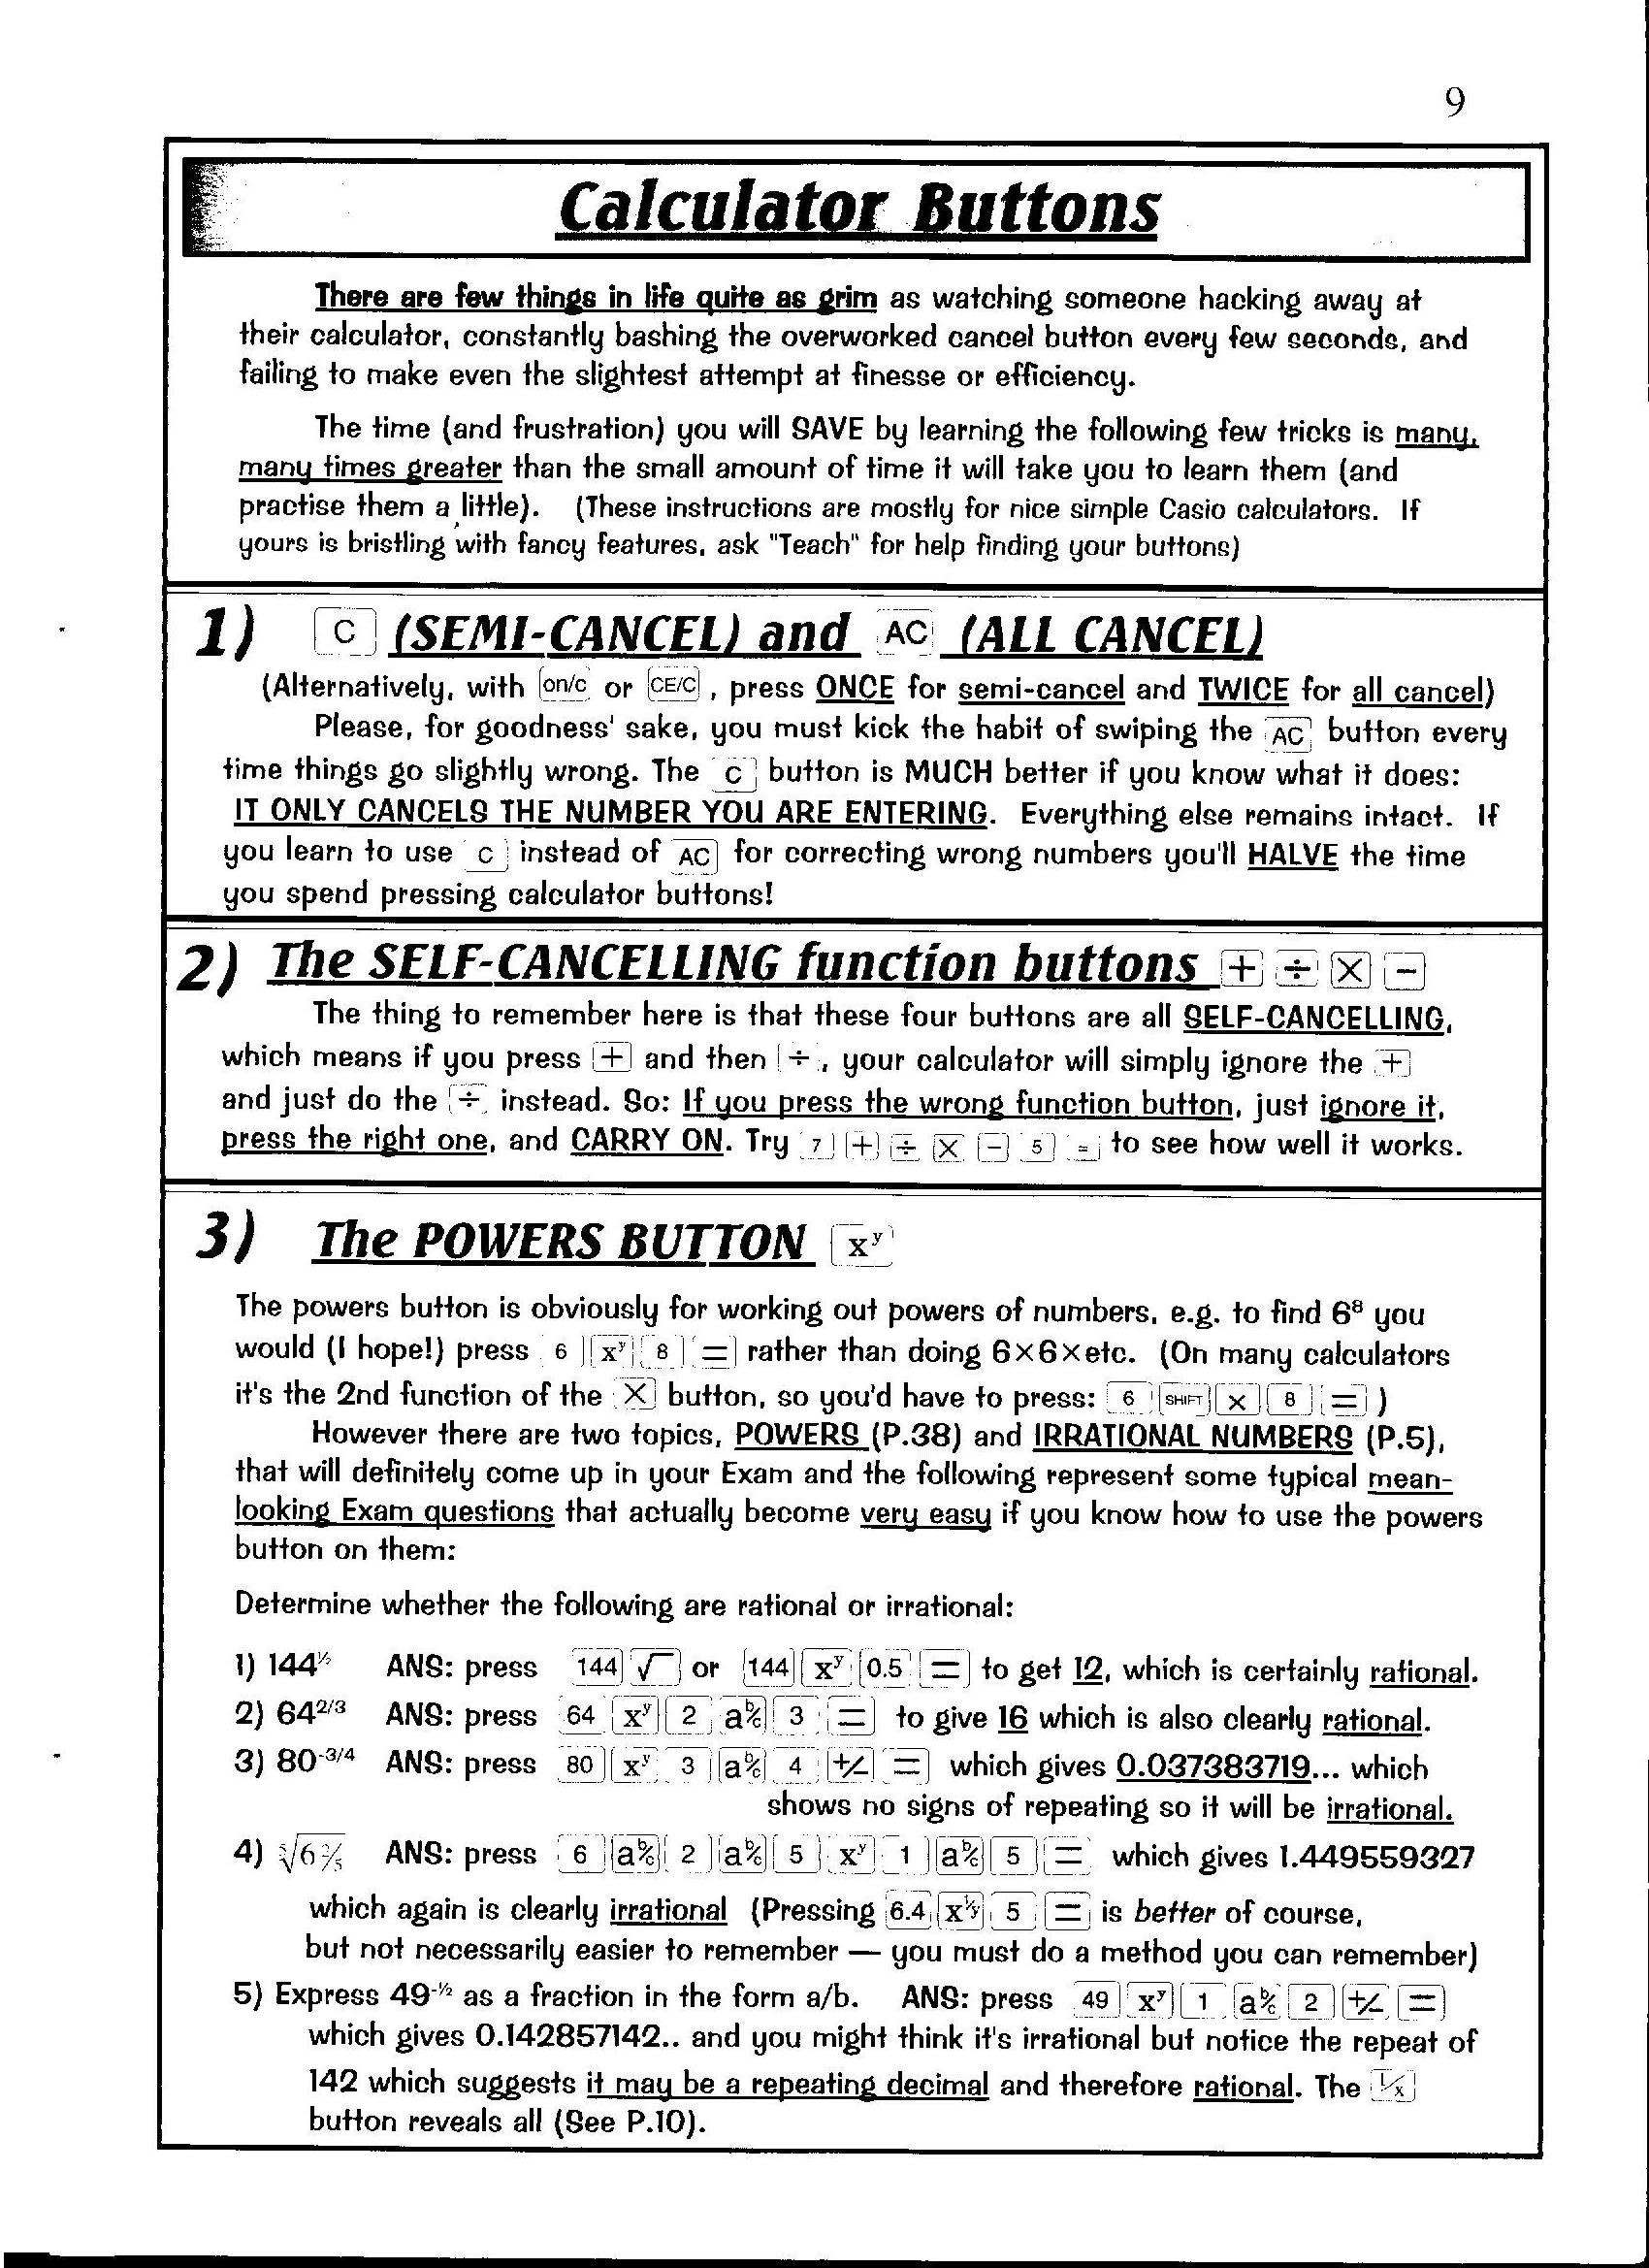 9
Calculator Buttons
There are few things in life quite as grim as watching someone hacking away at
their calculator, constantly bashing the overworked cancel button every few seconds, and
failing to make even the slightest attempt at finesse or efficiency.
The time (and frustration) you will SAVE by learning the following few tricks is many,
many times greater than the small amount of time it will take you to learn them (and
practise them a little). (These instructions are mostly for nice simple Casio calculators. If
yours is bristling with fancy features, ask "Teach" for help finding your buttons)
1) C (SEMI-CANCEL) and AC (ALL CANCEL)
(Alternatively, with on/c or CE/C , press ONCE for semi-cancel and TWICE for all cancel)
Please, for goodness' sake, you must kick the habit of swiping the AC button every
time things go slightly wrong. The C button is MUCH better if you know what it does:
IT ONLY CANCELS THE NUMBER YOU ARE ENTERING. Everything else remains intact. If
you learn to use C instead of AC for correcting wrong numbers you'll HALVE the time
you spend pressing calculator buttons!
2) The SELF-CANCELLING function buttons + ÷ × −
The thing to remember here is that these four buttons are all SELF-CANCELLING,
which means if you press + and then ÷, your calculator will simply ignore the +
and just do the ÷ instead. So: If you press the wrong function button, just ignore it,
press the right one, and CARRY ON. Try 7 + ÷ × − 5 = to see how well it works.
3) The POWERS BUTTON xʸ
The powers button is obviously for working out powers of numbers, e.g. to find 6⁸ you
would (I hope!) press 6 xʸ 8 = rather than doing 6×6×etc. (On many calculators
it's the 2nd function of the × button, so you'd have to press: 6 SHIFT × 8 = )
However there are two topics, POWERS (P.38) and IRRATIONAL NUMBERS (P.5),
that will definitely come up in your Exam and the following represent some typical mean-
looking Exam questions that actually become very easy if you know how to use the powers
button on them:
Determine whether the following are rational or irrational:
1) 144^½ ANS: press 144 √ or 144 xʸ 0.5 = to get 12, which is certainly rational.
2) 64^2/3 ANS: press 64 xʸ 2 a b/c 3 = to give 16 which is also clearly rational.
3) 80^-3/4 ANS: press 80 xʸ 3 a b/c 4 +/− = which gives 0.037383719... which
shows no signs of repeating so it will be irrational.
4) ⁵√6⅖ ANS: press 6 a b/c 2 a b/c 5 xʸ 1 a b/c 5 = which gives 1.449559327
which again is clearly irrational (Pressing 6.4 x^1/y 5 = is better of course,
but not necessarily easier to remember — you must do a method you can remember)
5) Express 49^-½ as a fraction in the form a/b. ANS: press 49 xʸ 1 a b/c 2 +/− =
which gives 0.142857142.. and you might think it's irrational but notice the repeat of
142 which suggests it may be a repeating decimal and therefore rational. The 1/x
button reveals all (See P.10).